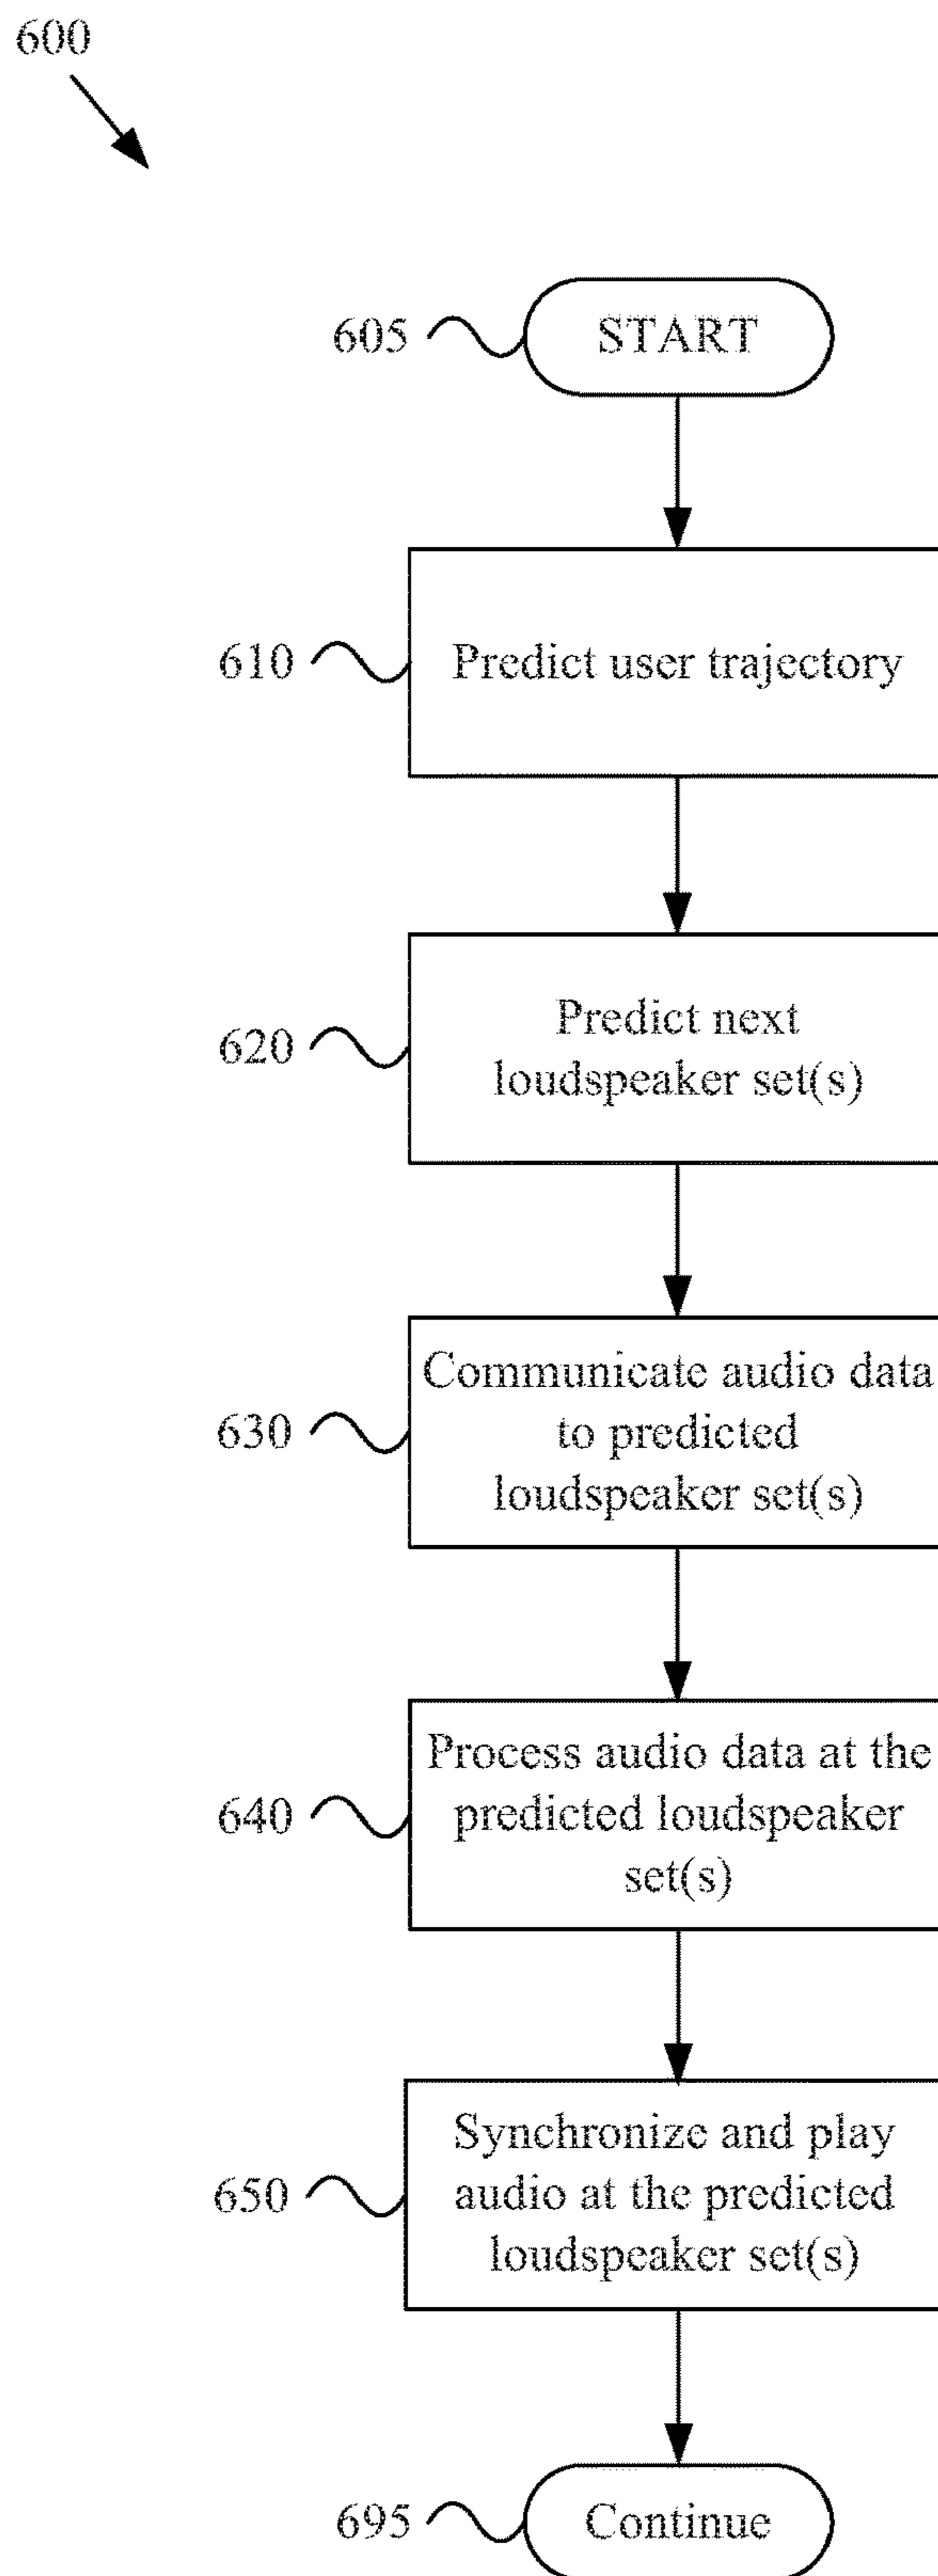 600
605 START
610 Predict user trajectory
620 Predict next
loudspeaker set(s)
630 Communicate audio data
to predicted
loudspeaker set(s)
640 Process audio data at the
predicted loudspeaker
set(s)
650 Synchronize and play
audio at the predicted
loudspeaker set(s)
695 Continue